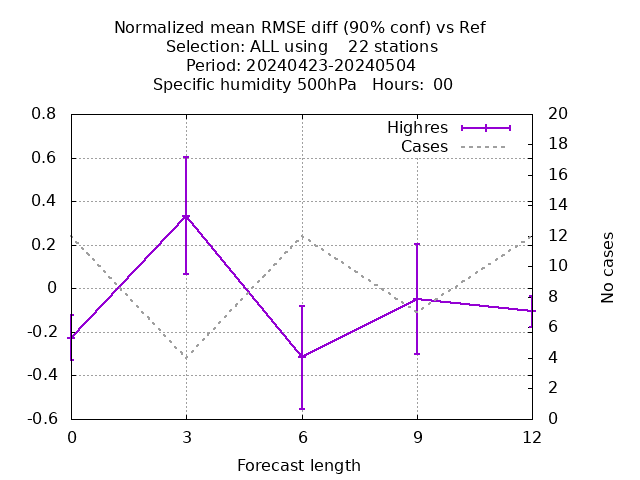 Normalized mean RMSE diff (90% conf) vs Ref
Selection: ALL using    22 stations
Period: 20240423-20240504
Specific humidity 500hPa   Hours:  00
Highres
Cases
0.8
0.6
0.4
0.2
0
-0.2
-0.4
-0.6
20
18
16
14
12
10
8
6
4
2
0
No cases
0 3 6 9 12
Forecast length